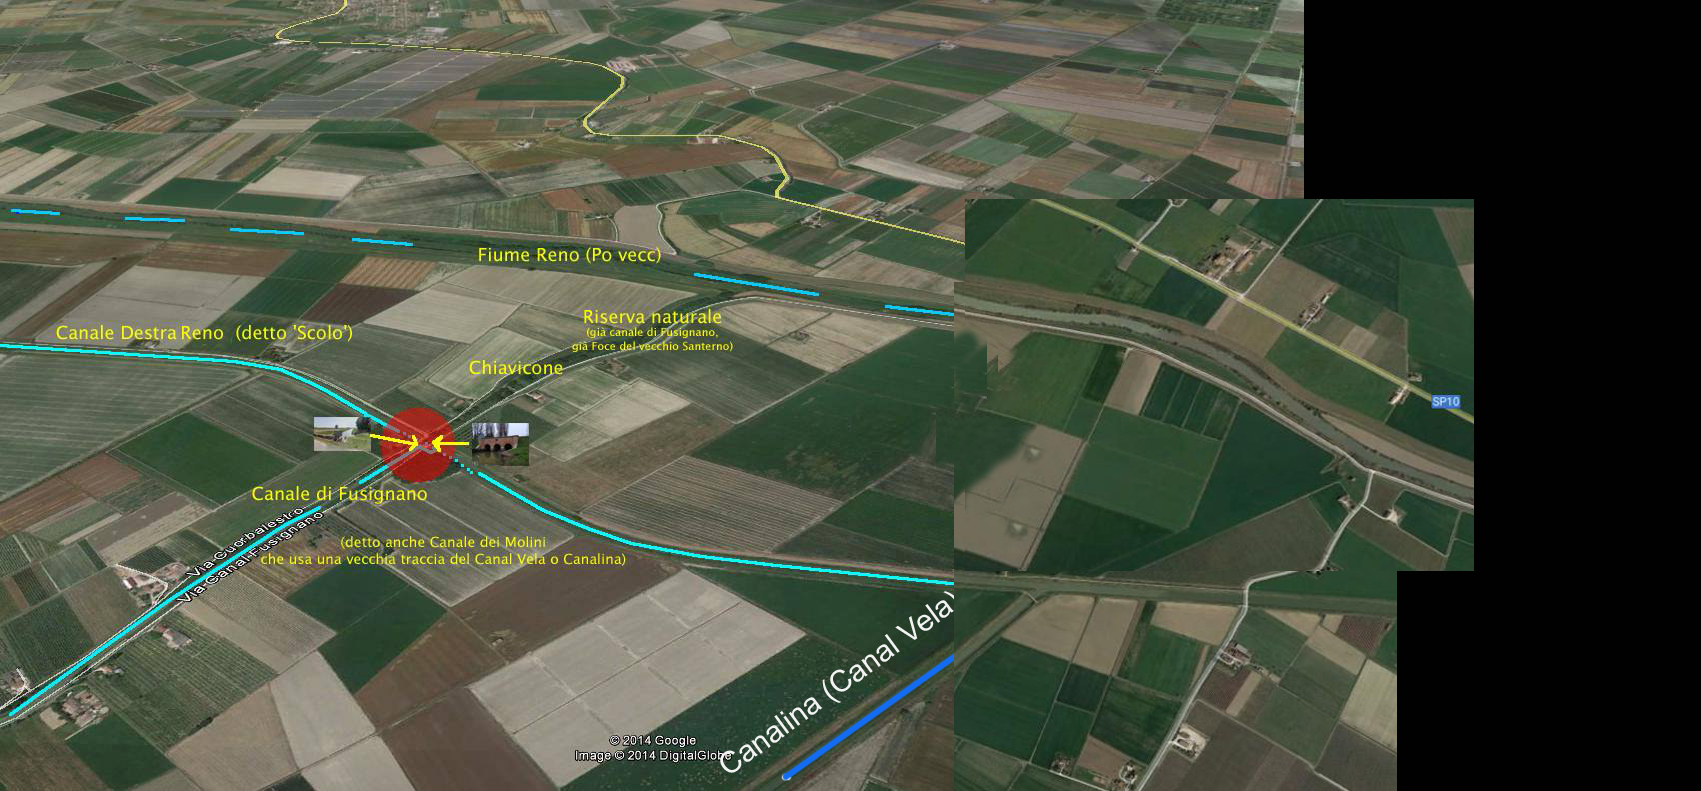 Fiume Reno (Po vecc)
Riserva naturale
(già canale di Fusignano,
già Foce del vecchio Santerno)
Canale Destra Reno (detto 'Scolo')
Chiavicone
SP10
Canale di Fusignano
Via Guorbalestro
Via Canal Fusignano
(detto anche Canale dei Molini
che usa una vecchia traccia del Canal Vela o Canalina)
Canalina (Canal Vela)
© 2014 Google
Image © 2014 DigitalGlobe